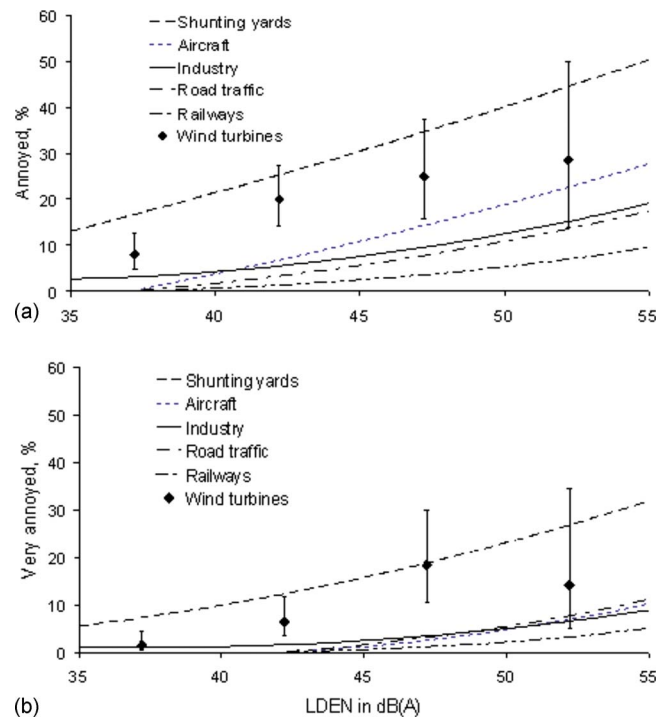 60
50
40
30
20
10
0
Annoyed, %
Shunting yards
Aircraft
Industry
Road traffic
Railways
Wind turbines
35 40 45 50 55
(a)
60
50
40
30
20
10
0
Very annoyed, %
Shunting yards
Aircraft
Industry
Road traffic
Railways
Wind turbines
35 40 45 50 55
(b) LDEN in dB(A)